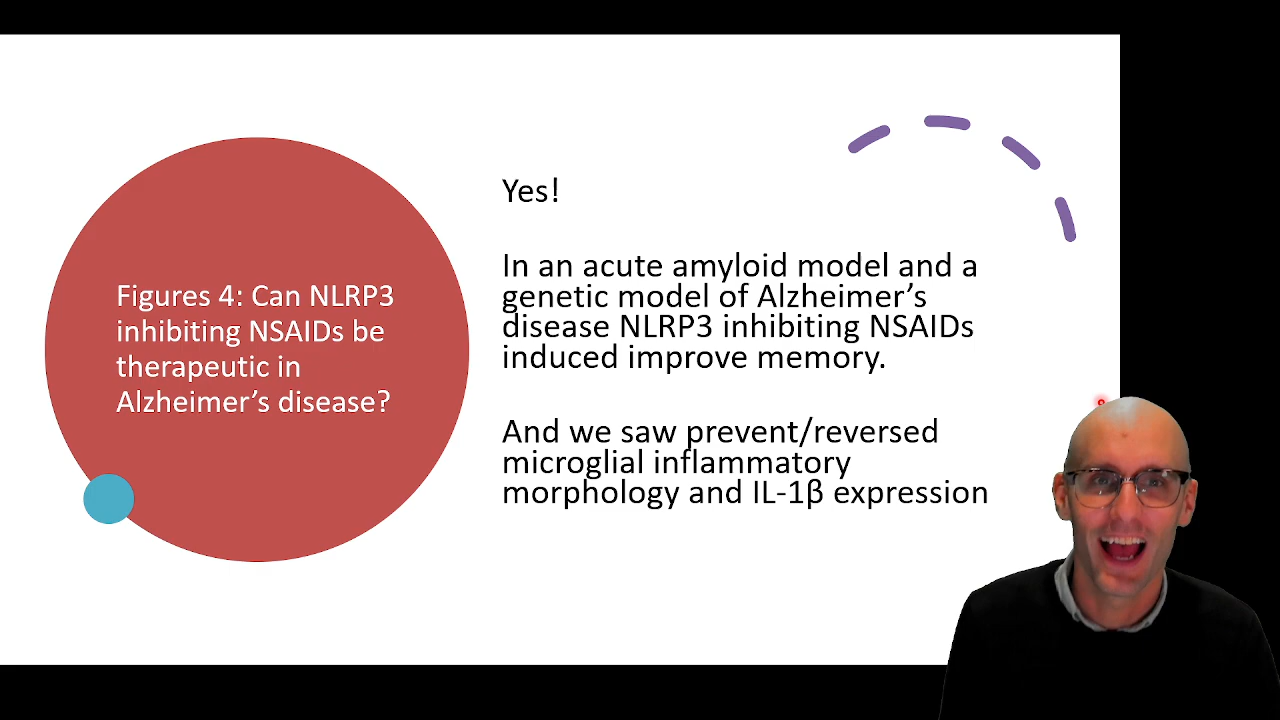 Figures 4: Can NLRP3
inhibiting NSAIDs be
therapeutic in
Alzheimer’s disease?
Yes!
In an acute amyloid model and a
genetic model of Alzheimer’s
disease NLRP3 inhibiting NSAIDs
induced improve memory.
And we saw prevent/reversed
microglial inflammatory
morphology and IL-1β expression